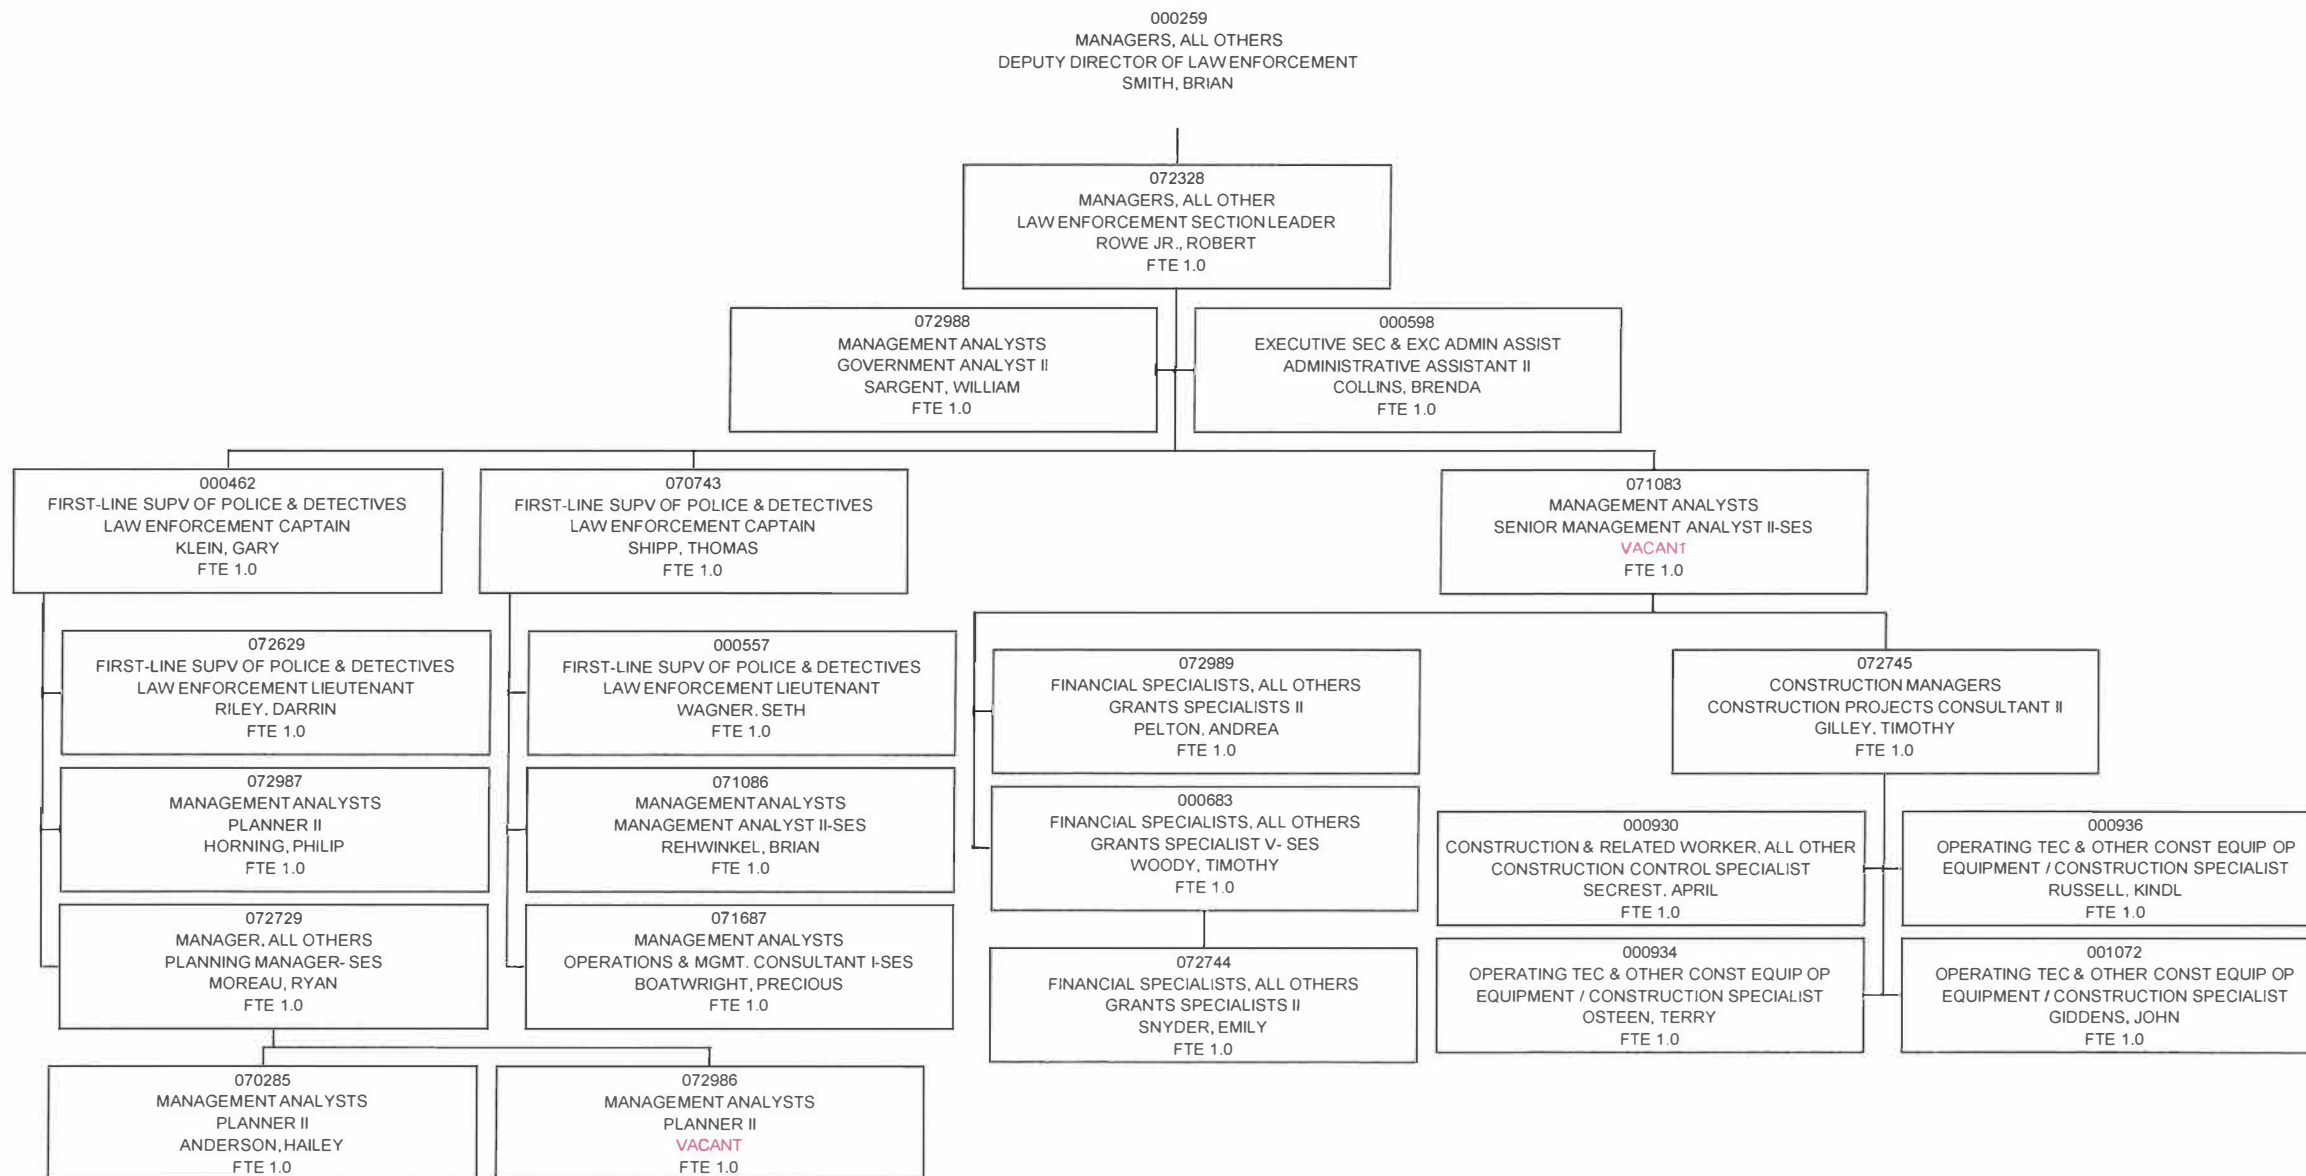 000259
MANAGERS, ALL OTHERS
DEPUTY DIRECTOR OF LAW ENFORCEMENT
SMITH, BRIAN
072328
MANAGERS, ALL OTHER
LAW ENFORCEMENT SECTION LEADER
ROWE JR., ROBERT
FTE 1.0
072988
MANAGEMENT ANALYSTS
GOVERNMENT ANALYST II
SARGENT, WILLIAM
FTE 1.0
000598
EXECUTIVE SEC & EXC ADMIN ASSIST
ADMINISTRATIVE ASSISTANT II
COLLINS, BRENDA
FTE 1.0
000462
FIRST-LINE SUPV OF POLICE & DETECTIVES
LAW ENFORCEMENT CAPTAIN
KLEIN, GARY
FTE 1.0
070743
FIRST-LINE SUPV OF POLICE & DETECTIVES
LAW ENFORCEMENT CAPTAIN
SHIPP, THOMAS
FTE 1.0
071083
MANAGEMENT ANALYSTS
SENIOR MANAGEMENT ANALYST II-SES
VACANT
FTE 1.0
072629
FIRST-LINE SUPV OF POLICE & DETECTIVES
LAW ENFORCEMENT LIEUTENANT
RILEY, DARRIN
FTE 1.0
000557
FIRST-LINE SUPV OF POLICE & DETECTIVES
LAW ENFORCEMENT LIEUTENANT
WAGNER, SETH
FTE 1.0
072989
FINANCIAL SPECIALISTS, ALL OTHERS
GRANTS SPECIALISTS II
PELTON, ANDREA
FTE 1.0
072745
CONSTRUCTION MANAGERS
CONSTRUCTION PROJECTS CONSULTANT II
GILLEY, TIMOTHY
FTE 1.0
072987
MANAGEMENT ANALYSTS
PLANNER II
HORNING, PHILIP
FTE 1.0
071086
MANAGEMENT ANALYSTS
MANAGEMENT ANALYST II-SES
REHWINKEL, BRIAN
FTE 1.0
000683
FINANCIAL SPECIALISTS, ALL OTHERS
GRANTS SPECIALIST V- SES
WOODY, TIMOTHY
FTE 1.0
000930
CONSTRUCTION & RELATED WORKER, ALL OTHER
CONSTRUCTION CONTROL SPECIALIST
SECREST, APRIL
FTE 1.0
000936
OPERATING TEC & OTHER CONST EQUIP OP
EQUIPMENT / CONSTRUCTION SPECIALIST
RUSSELL, KINDL
FTE 1.0
072729
MANAGER, ALL OTHERS
PLANNING MANAGER- SES
MOREAU, RYAN
FTE 1.0
071687
MANAGEMENT ANALYSTS
OPERATIONS & MGMT. CONSULTANT I-SES
BOATWRIGHT, PRECIOUS
FTE 1.0
072744
FINANCIAL SPECIALISTS, ALL OTHERS
GRANTS SPECIALISTS II
SNYDER, EMILY
FTE 1.0
000934
OPERATING TEC & OTHER CONST EQUIP OP
EQUIPMENT / CONSTRUCTION SPECIALIST
OSTEEN, TERRY
FTE 1.0
001072
OPERATING TEC & OTHER CONST EQUIP OP
EQUIPMENT / CONSTRUCTION SPECIALIST
GIDDENS, JOHN
FTE 1.0
070285
MANAGEMENT ANALYSTS
PLANNER II
ANDERSON, HAILEY
FTE 1.0
072986
MANAGEMENT ANALYSTS
PLANNER II
VACANT
FTE 1.0